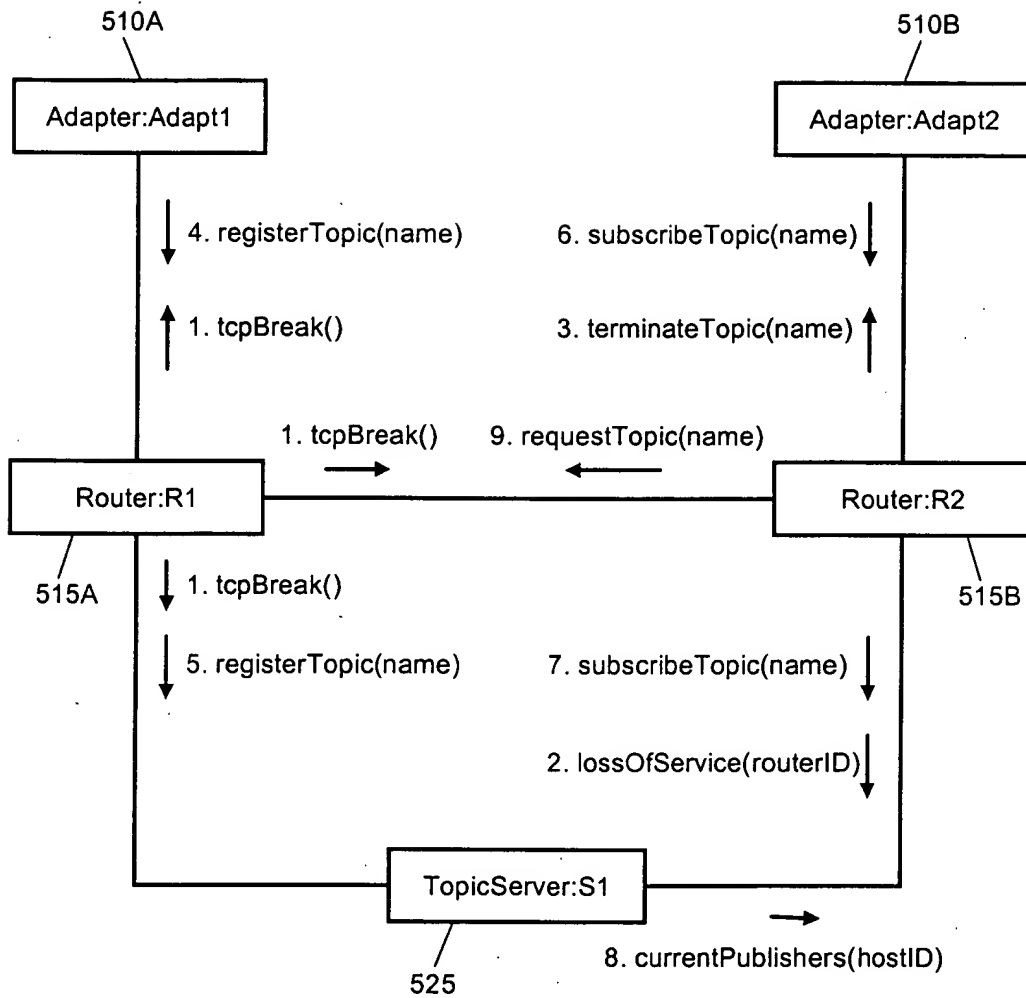 510A
510B
Adapter:Adapt1
Adapter:Adapt2
4. registerTopic(name)
6. subscribeTopic(name)
1. tcpBreak()
3. terminateTopic(name)
1. tcpBreak()
9. requestTopic(name)
Router:R1
Router:R2
515A
1. tcpBreak()
515B
5. registerTopic(name)
7. subscribeTopic(name)
2. lossOfService(routerID)
TopicServer:S1
525
8. currentPublishers(hostID)